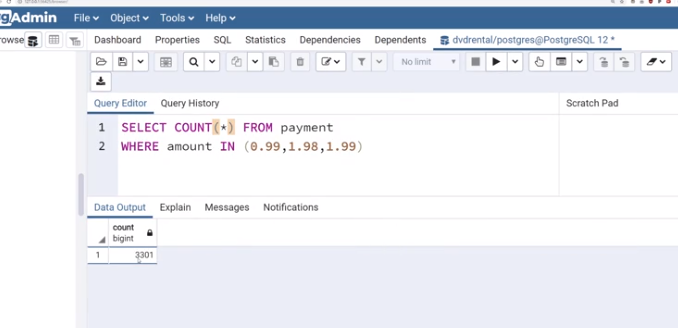 gAdmin File Object Tools Help
rowse Dashboard Properties SQL Statistics Dependencies Dependents dvdrental/postgres@PostgreSQL 12 *
No limit
Query Editor Query History Scratch Pad
1 SELECT COUNT(*) FROM payment
2 WHERE amount IN (0.99,1.98,1.99)
Data Output Explain Messages Notifications
count
bigint
1 3301